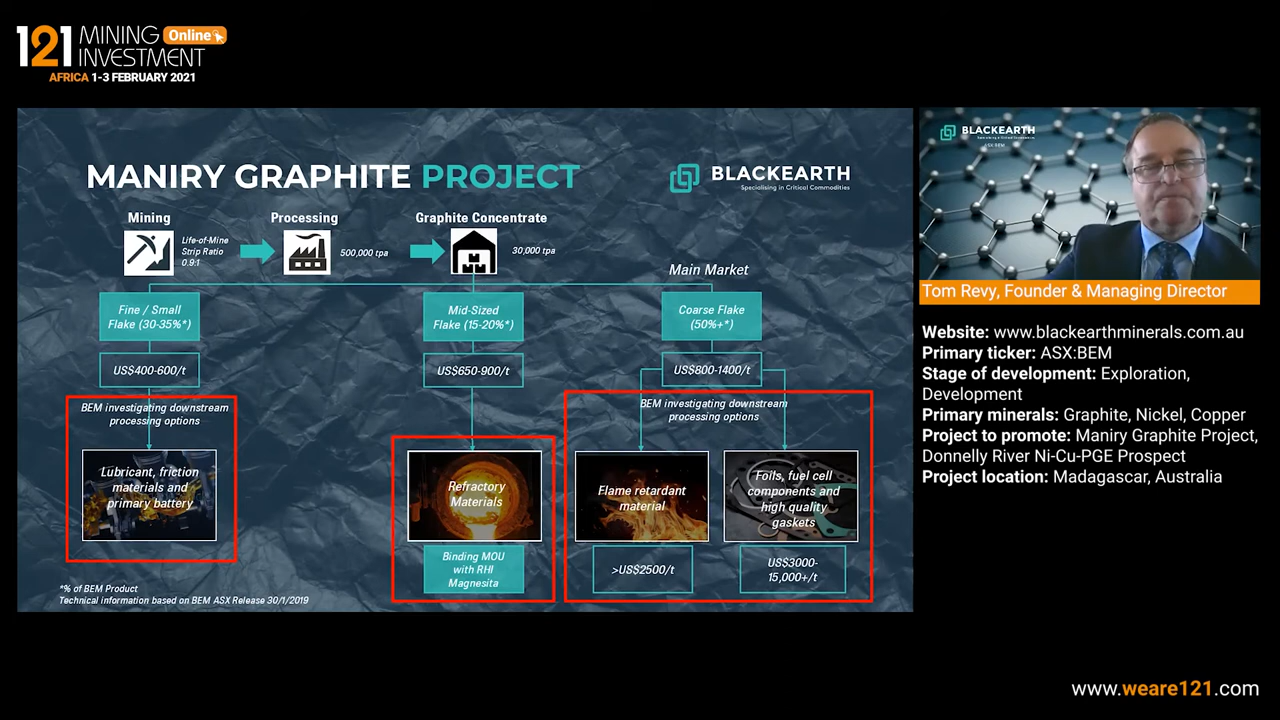 121 MINING Online
INVESTMENT
AFRICA 1-3 FEBRUARY 2021
MANIRY GRAPHITE PROJECT
BLACKEARTH
Specialising in Critical Commodities
Mining
Life-of-Mine
Strip Ratio
0.9:1
Processing
500,000 tpa
Graphite Concentrate
30,000 tpa
Main Market
Fine / Small
Flake (30-35%*)
Mid-Sized
Flake (15-20%*)
Coarse Flake
(50%+*)
US$400-600/t
US$650-900/t
US$800-1400/t
BEM investigating downstream
processing options
BEM investigating downstream
processing options
Lubricant, friction
materials and
primary battery
Refractory
Materials
Flame retardant
material
Foils, fuel cell
components and
high quality
gaskets
Binding MOU
with RHI
Magnesita
>US$2500/t
US$3000-
15,000+/t
*% of BEM Product
Technical information based on BEM ASX Release 30/1/2019
BLACKEARTH
ASX:BEM
Tom Revy, Founder & Managing Director
Website: www.blackearthminerals.com.au
Primary ticker: ASX:BEM
Stage of development: Exploration,
Development
Primary minerals: Graphite, Nickel, Copper
Project to promote: Maniry Graphite Project,
Donnelly River Ni-Cu-PGE Prospect
Project location: Madagascar, Australia
www.weare121.com